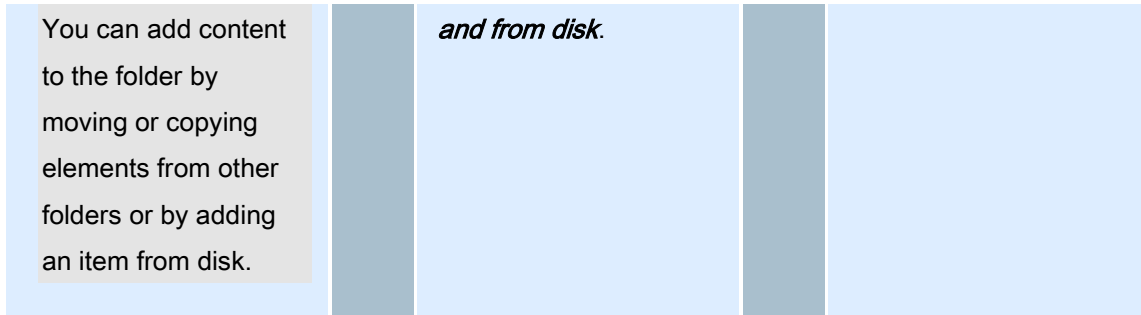 You can add content
to the folder by
moving or copying
elements from other
folders or by adding
an item from disk.
and from disk.